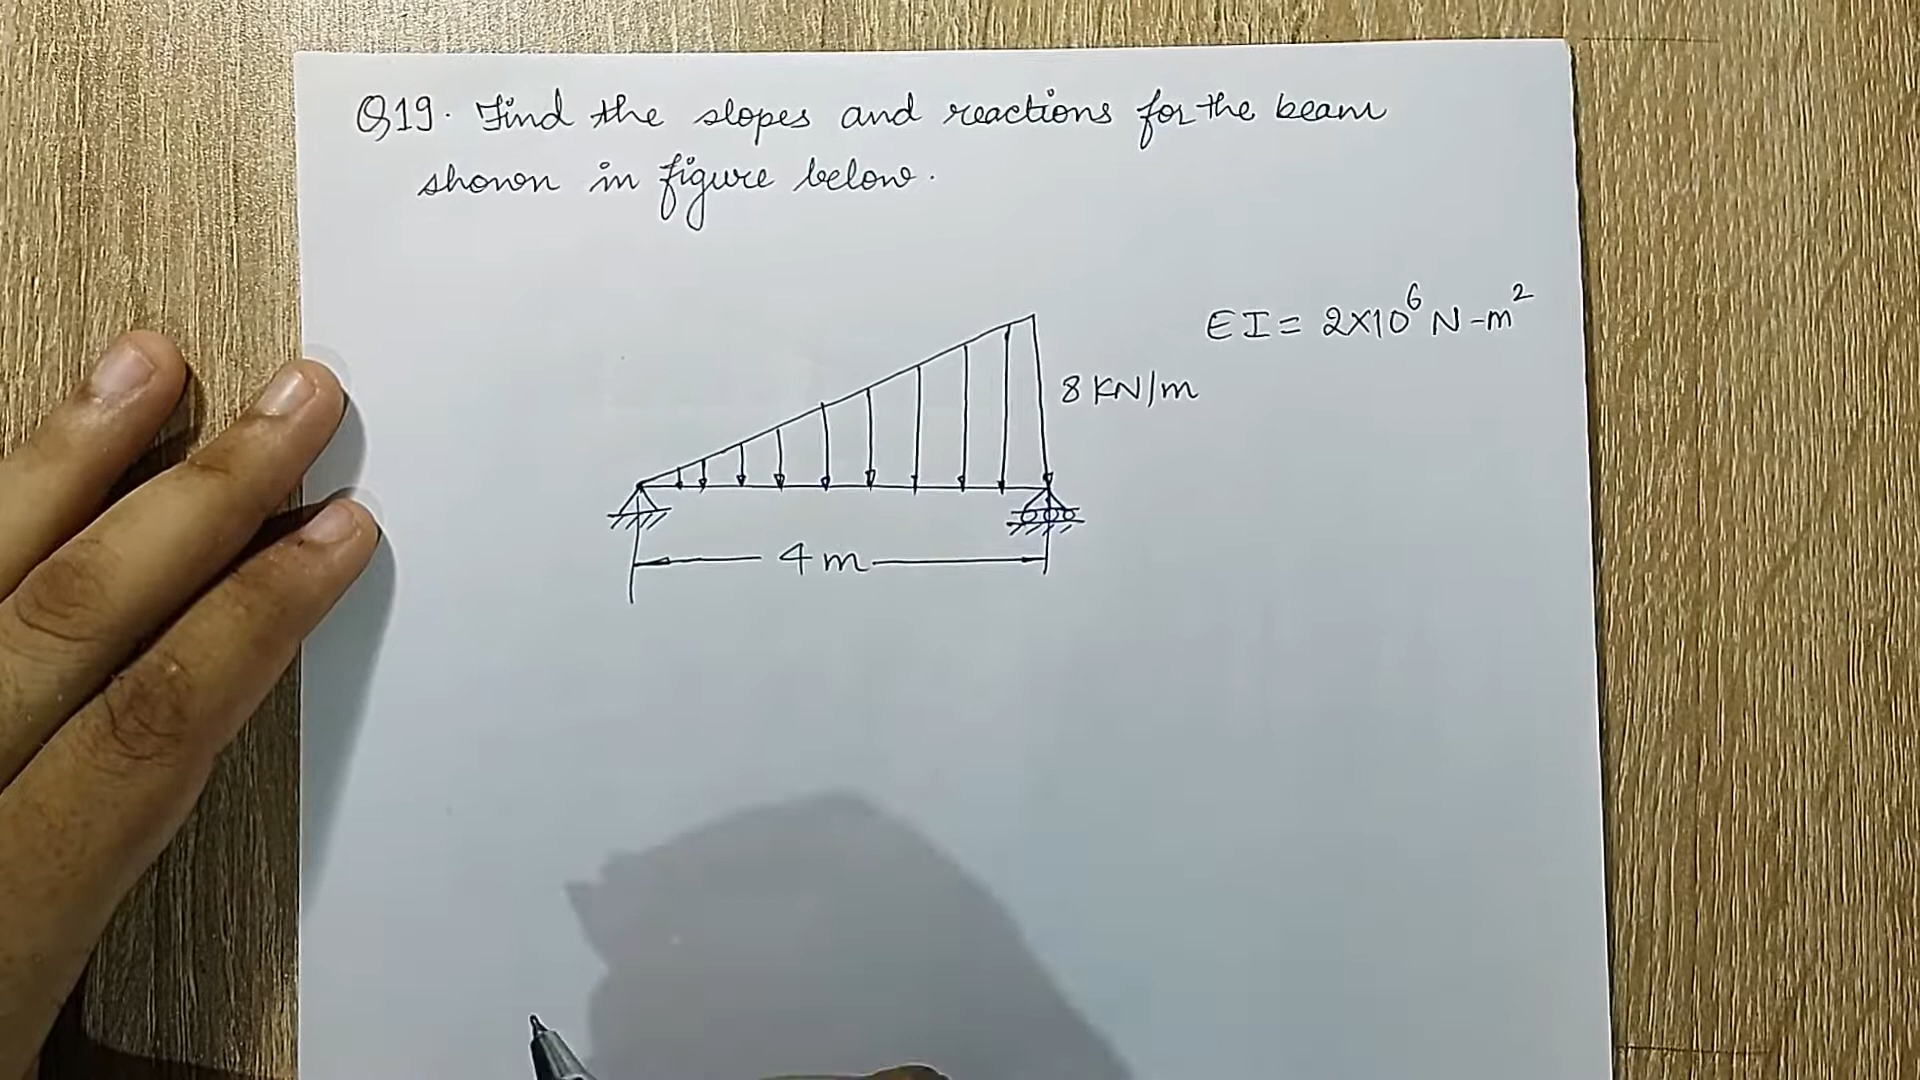 Q19. Find the slopes and reactions for the beam
shown in figure below.
EI = 2×10⁶ N-m²
8 KN/m
4 m